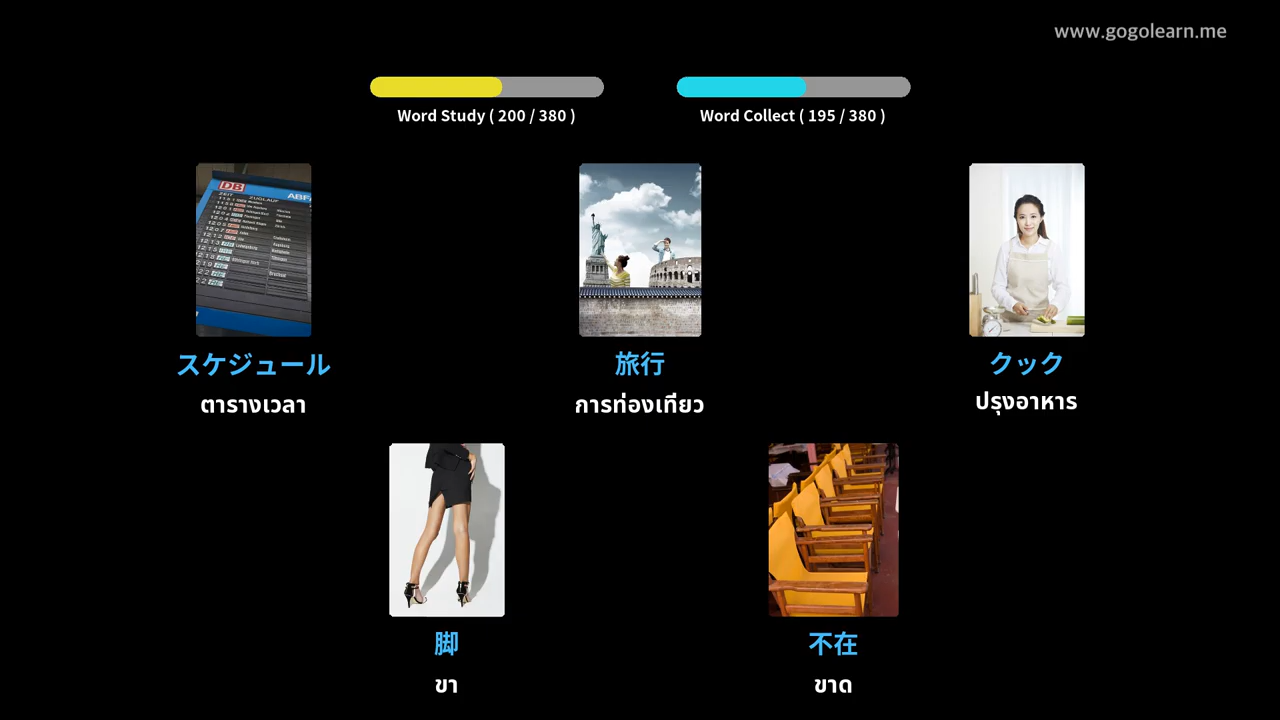 www.gogolearn.me
Word Study ( 200 / 380 )
Word Collect ( 195 / 380 )
DB
ZEIT
ZUGLAUF
スケジュール
旅行
クック
ตารางเวลา
การท่องเที่ยว
ปรุงอาหาร
脚
不在
ขา
ขาด